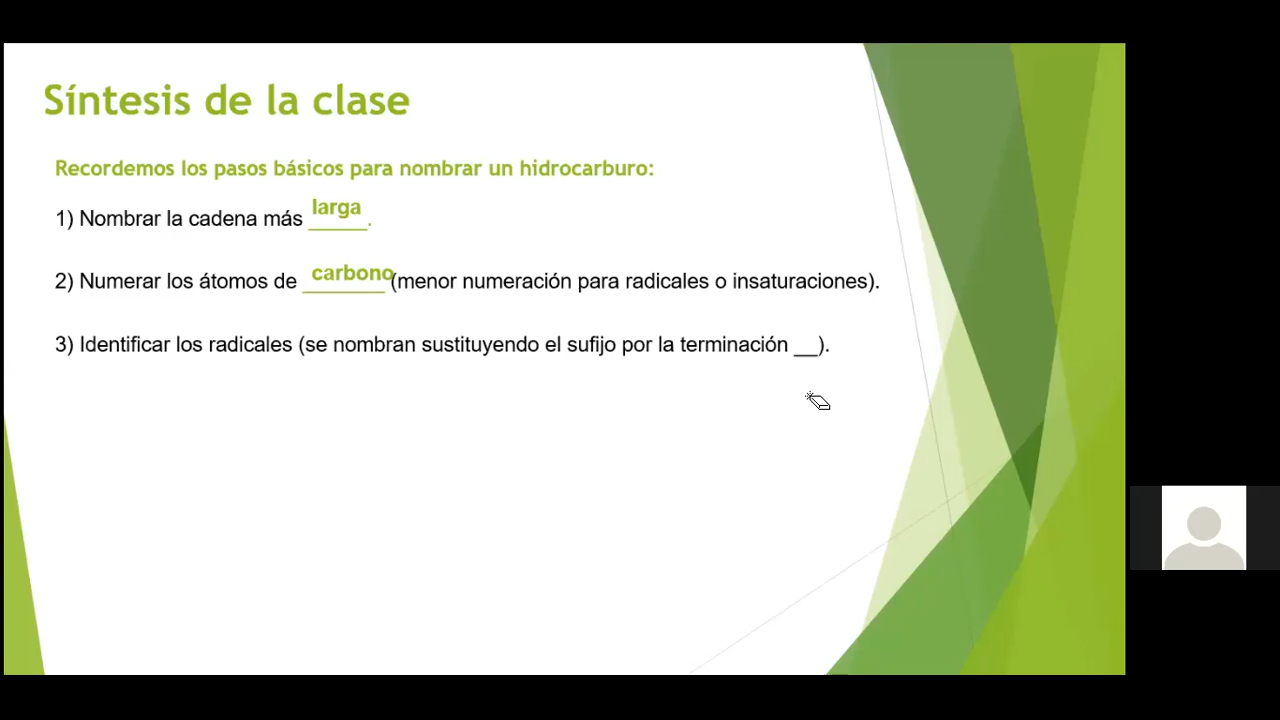 Síntesis de la clase
Recordemos los pasos básicos para nombrar un hidrocarburo:
1) Nombrar la cadena más larga.
2) Numerar los átomos de carbono (menor numeración para radicales o insaturaciones).
3) Identificar los radicales (se nombran sustituyendo el sufijo por la terminación __).